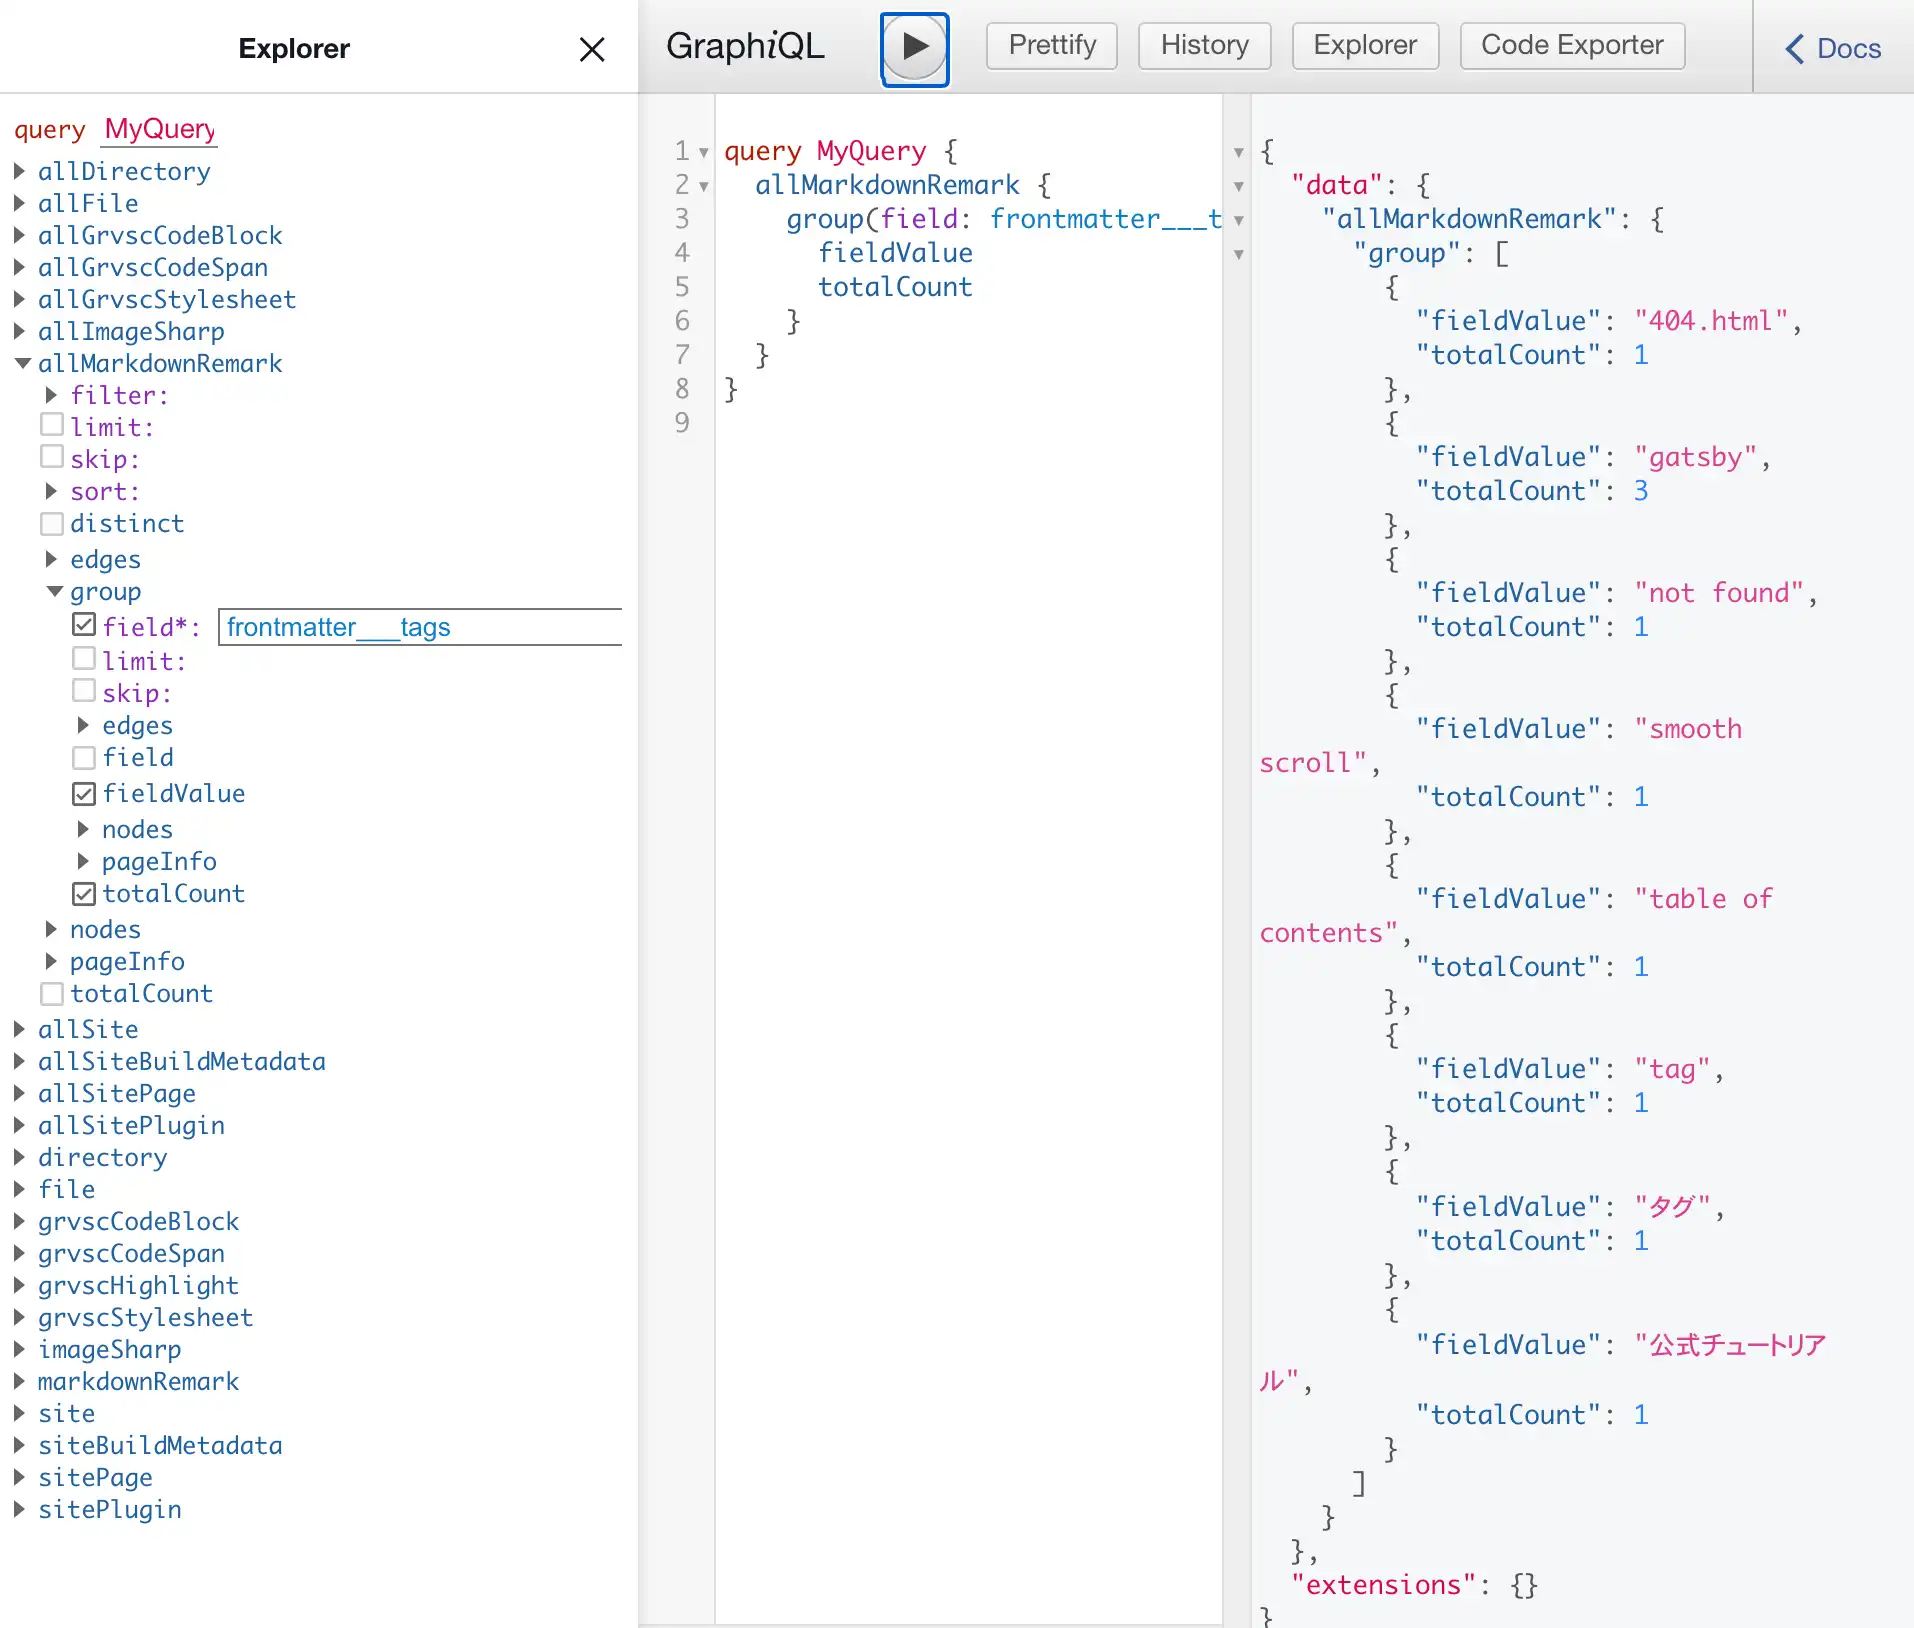 Explorer
query MyQuery
allDirectory
allFile
allGrvscCodeBlock
allGrvscCodeSpan
allGrvscStylesheet
allImageSharp
allMarkdownRemark
filter:
limit:
skip:
sort:
distinct
edges
group
field*: frontmatter___tags
limit:
skip:
edges
field
fieldValue
nodes
pageInfo
totalCount
nodes
pageInfo
totalCount
allSite
allSiteBuildMetadata
allSitePage
allSitePlugin
directory
file
grvscCodeBlock
grvscCodeSpan
grvscHighlight
grvscStylesheet
imageSharp
markdownRemark
site
siteBuildMetadata
sitePage
sitePlugin
GraphiQL Prettify History Explorer Code Exporter Docs
1 query MyQuery {
2 allMarkdownRemark {
3 group(field: frontmatter___t
4 fieldValue
5 totalCount
6 }
7 }
8 }
9
{
"data": {
"allMarkdownRemark": {
"group": [
{
"fieldValue": "404.html",
"totalCount": 1
},
{
"fieldValue": "gatsby",
"totalCount": 3
},
{
"fieldValue": "not found",
"totalCount": 1
},
{
"fieldValue": "smooth
scroll",
"totalCount": 1
},
{
"fieldValue": "table of
contents",
"totalCount": 1
},
{
"fieldValue": "tag",
"totalCount": 1
},
{
"fieldValue": "タグ",
"totalCount": 1
},
{
"fieldValue": "公式チュートリア
ル",
"totalCount": 1
}
]
}
},
"extensions": {}
}